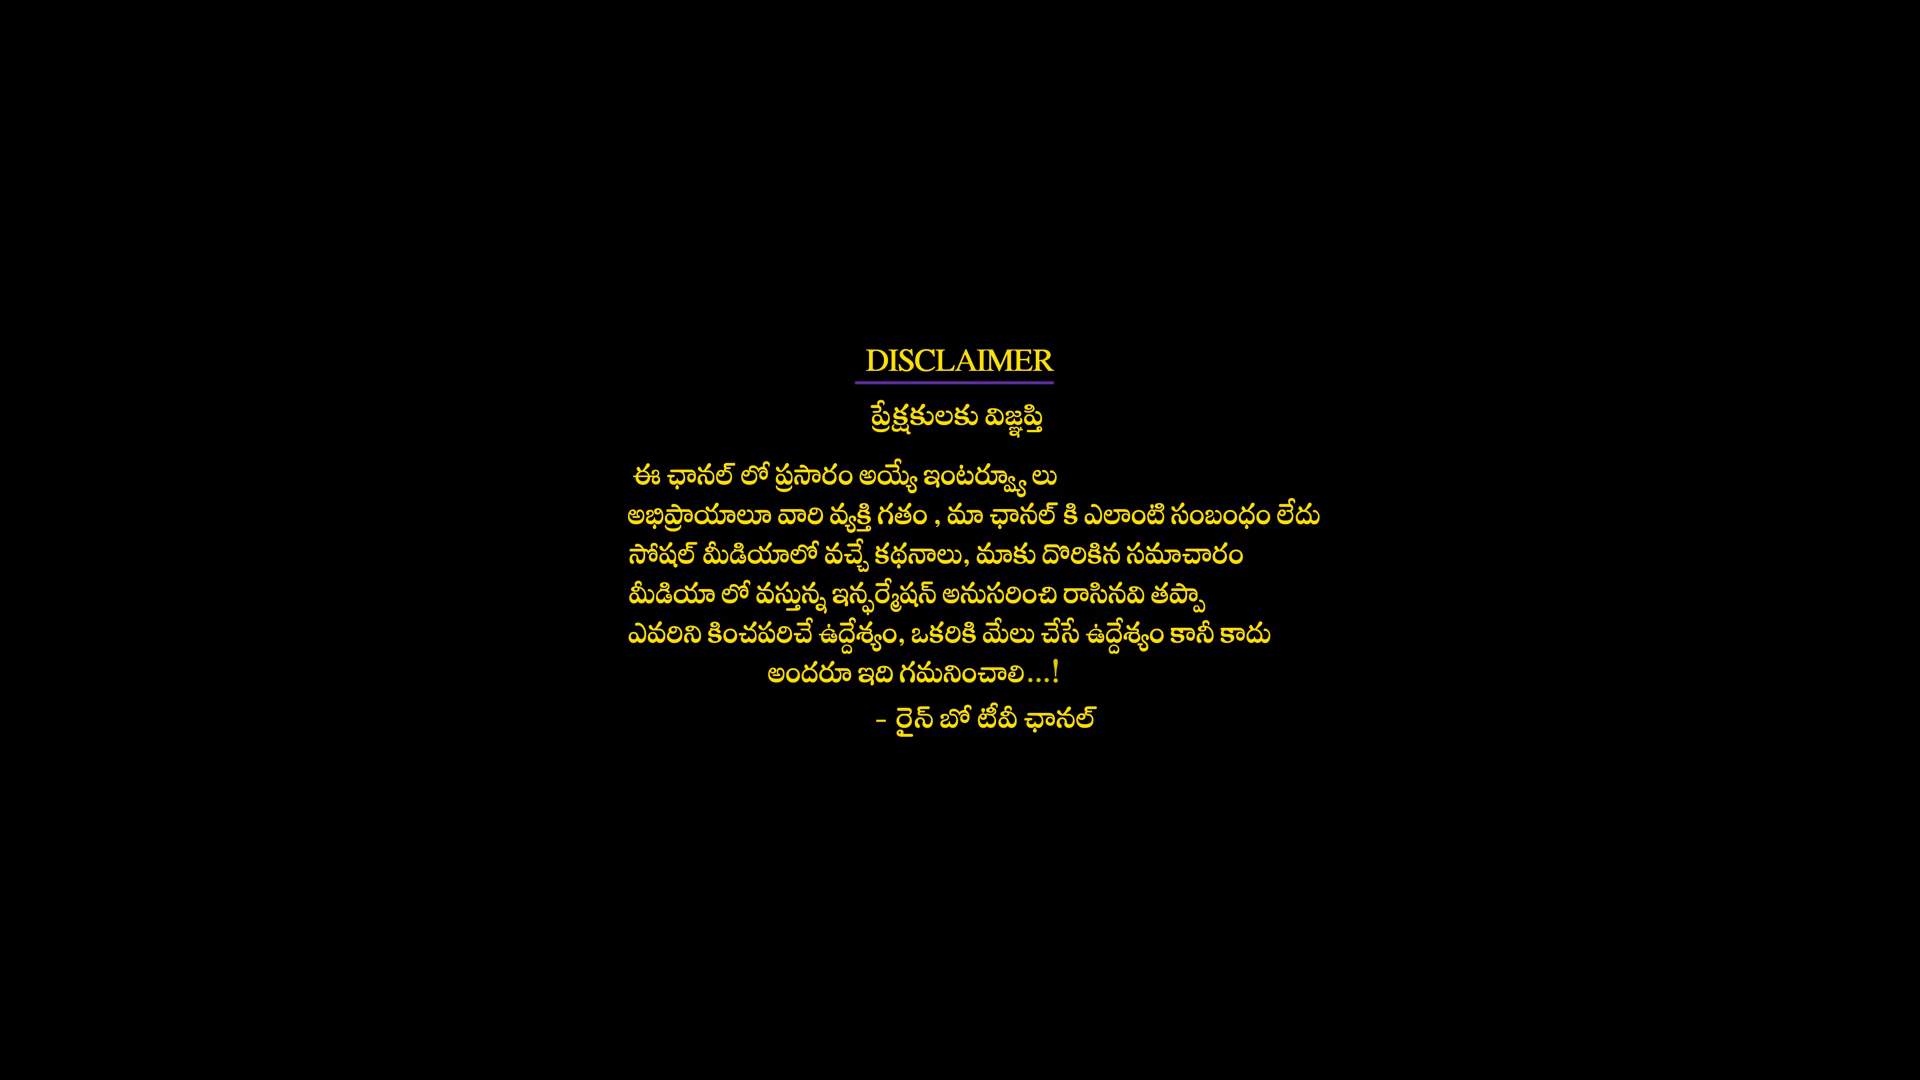 DISCLAIMER
ప్రేక్షకులకు విజ్ఞప్తి
ఈ ఛానల్ లో ప్రసారం అయ్యే ఇంటర్వ్యూ లు
అభిప్రాయాలూ వారి వ్యక్తి గతం , మా ఛానల్ కి ఎలాంటి సంబంధం లేదు
సోషల్ మీడియాలో వచ్చే కథనాలు, మాకు దొరికిన సమాచారం
మీడియా లో వస్తున్న ఇన్ఫర్మేషన్ అనుసరించి రాసినవి తప్పా
ఎవరిని కించపరిచే ఉద్దేశ్యం, ఒకరికి మేలు చేసే ఉద్దేశ్యం కానీ కాదు
అందరూ ఇది గమనించాలి...!
- రైన్ బో టీవీ ఛానల్